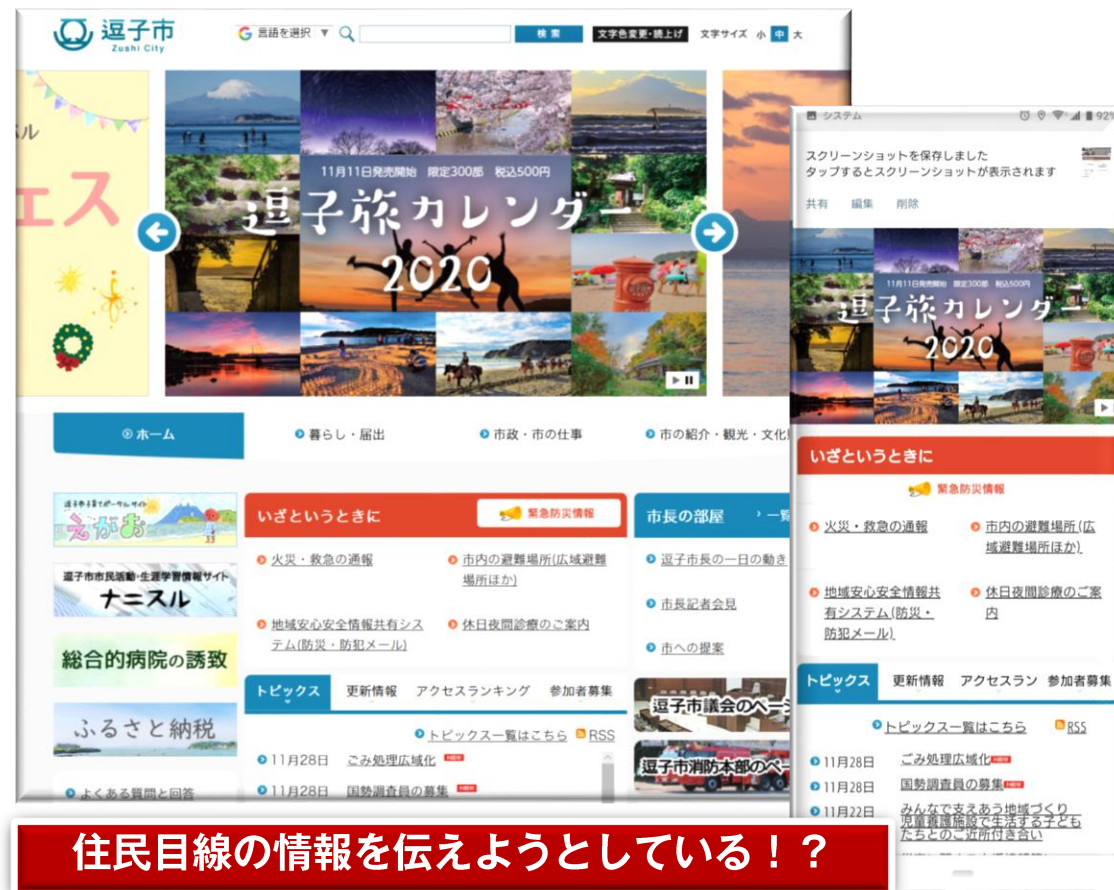 逗子市
Zushi City
言語を選択 ▼
検索
文字色変更・読上げ
文字サイズ 小 中 大
ル
ェス
11月11日発売開始 限定300部 税込500円
逗子旅カレンダー
2020
ホーム
暮らし・届出
市政・市の仕事
市の紹介・観光・文化
逗子市子育てポータルサイト
えがお
逗子市市民活動・生涯学習情報サイト
ナニスル
総合的病院の誘致
ふるさと納税
よくある質問と回答
いざというときに
緊急防災情報
火災・救急の通報
市内の避難場所(広域避難
場所ほか)
地域安心安全情報共有シス
テム(防災・防犯メール)
休日夜間診療のご案内
トピックス 更新情報 アクセスランキング 参加者募集
トピックス一覧はこちら RSS
11月28日 ごみ処理広域化 NEW
11月28日 国勢調査員の募集 NEW
市長の部屋 一覧
逗子市長の一日の動き
市長記者会見
市への提案
逗子市議会のペー
逗子市消防本部のペー
システム
92%
スクリーンショットを保存しました
タップするとスクリーンショットが表示されます
共有 編集 削除
11月11日発売開始 限定300部 税込500円
逗子旅カレンダー
2020
いざというときに
緊急防災情報
火災・救急の通報
市内の避難場所(広
域避難場所ほか)
地域安心安全情報共
有システム(防災・
防犯メール)
休日夜間診療のご案
内
トピックス 更新情報 アクセスラン 参加者募集
トピックス一覧はこちら RSS
11月28日 ごみ処理広域化 NEW
11月28日 国勢調査員の募集 NEW
11月22日 みんなで支えあう地域づくり
児童養護施設で生活する子ども
たちとのご近所付き合い
住民目線の情報を伝えようとしている！？